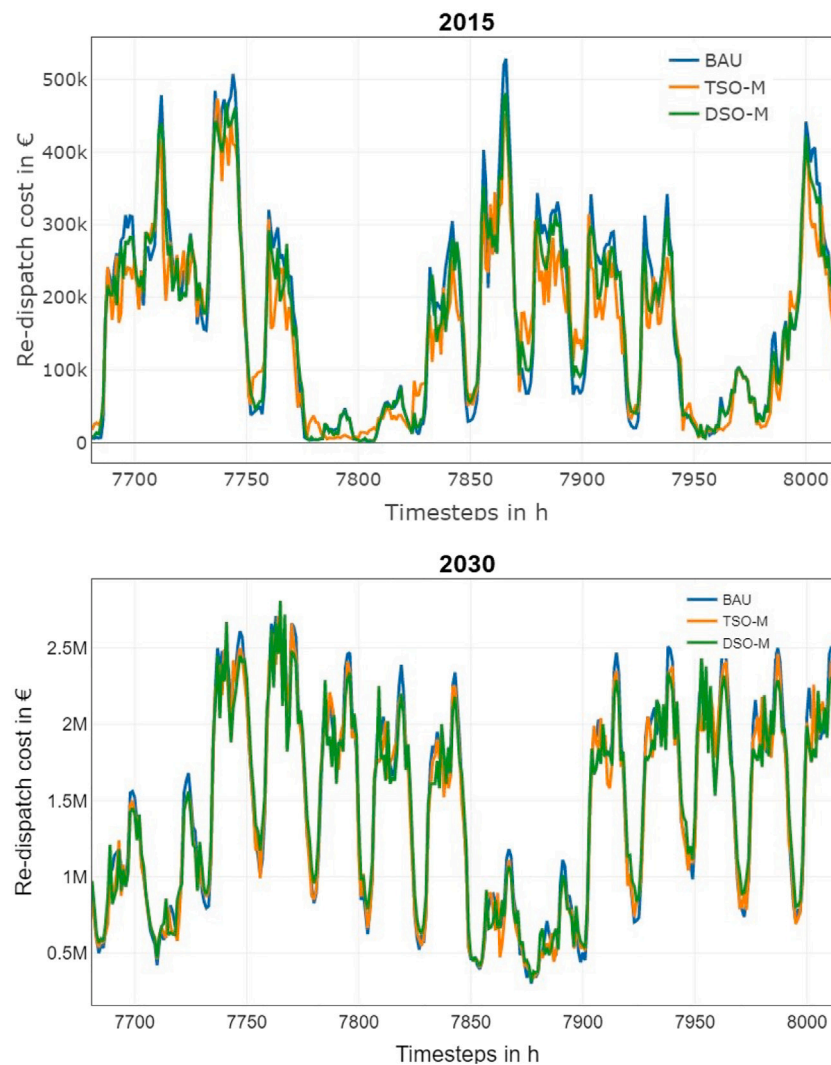 2015
500k
400k
300k
200k
100k
0
Re-dispatch cost in €
BAU
TSO-M
DSO-M
7700 7750 7800 7850 7900 7950 8000
Timesteps in h
2030
2.5M
2M
1.5M
1M
0.5M
Re-dispatch cost in €
BAU
TSO-M
DSO-M
7700 7750 7800 7850 7900 7950 8000
Timesteps in h